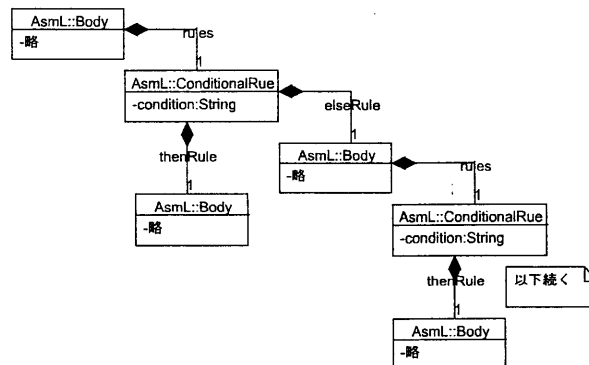 AsmL::Body
-略
rules
1
AsmL::ConditionalRue
-condition:String
elseRule
1
thenRule
1
AsmL::Body
-略
AsmL::Body
-略
rules
1
AsmL::ConditionalRue
-condition:String
thenRule
1
以下続く
AsmL::Body
-略